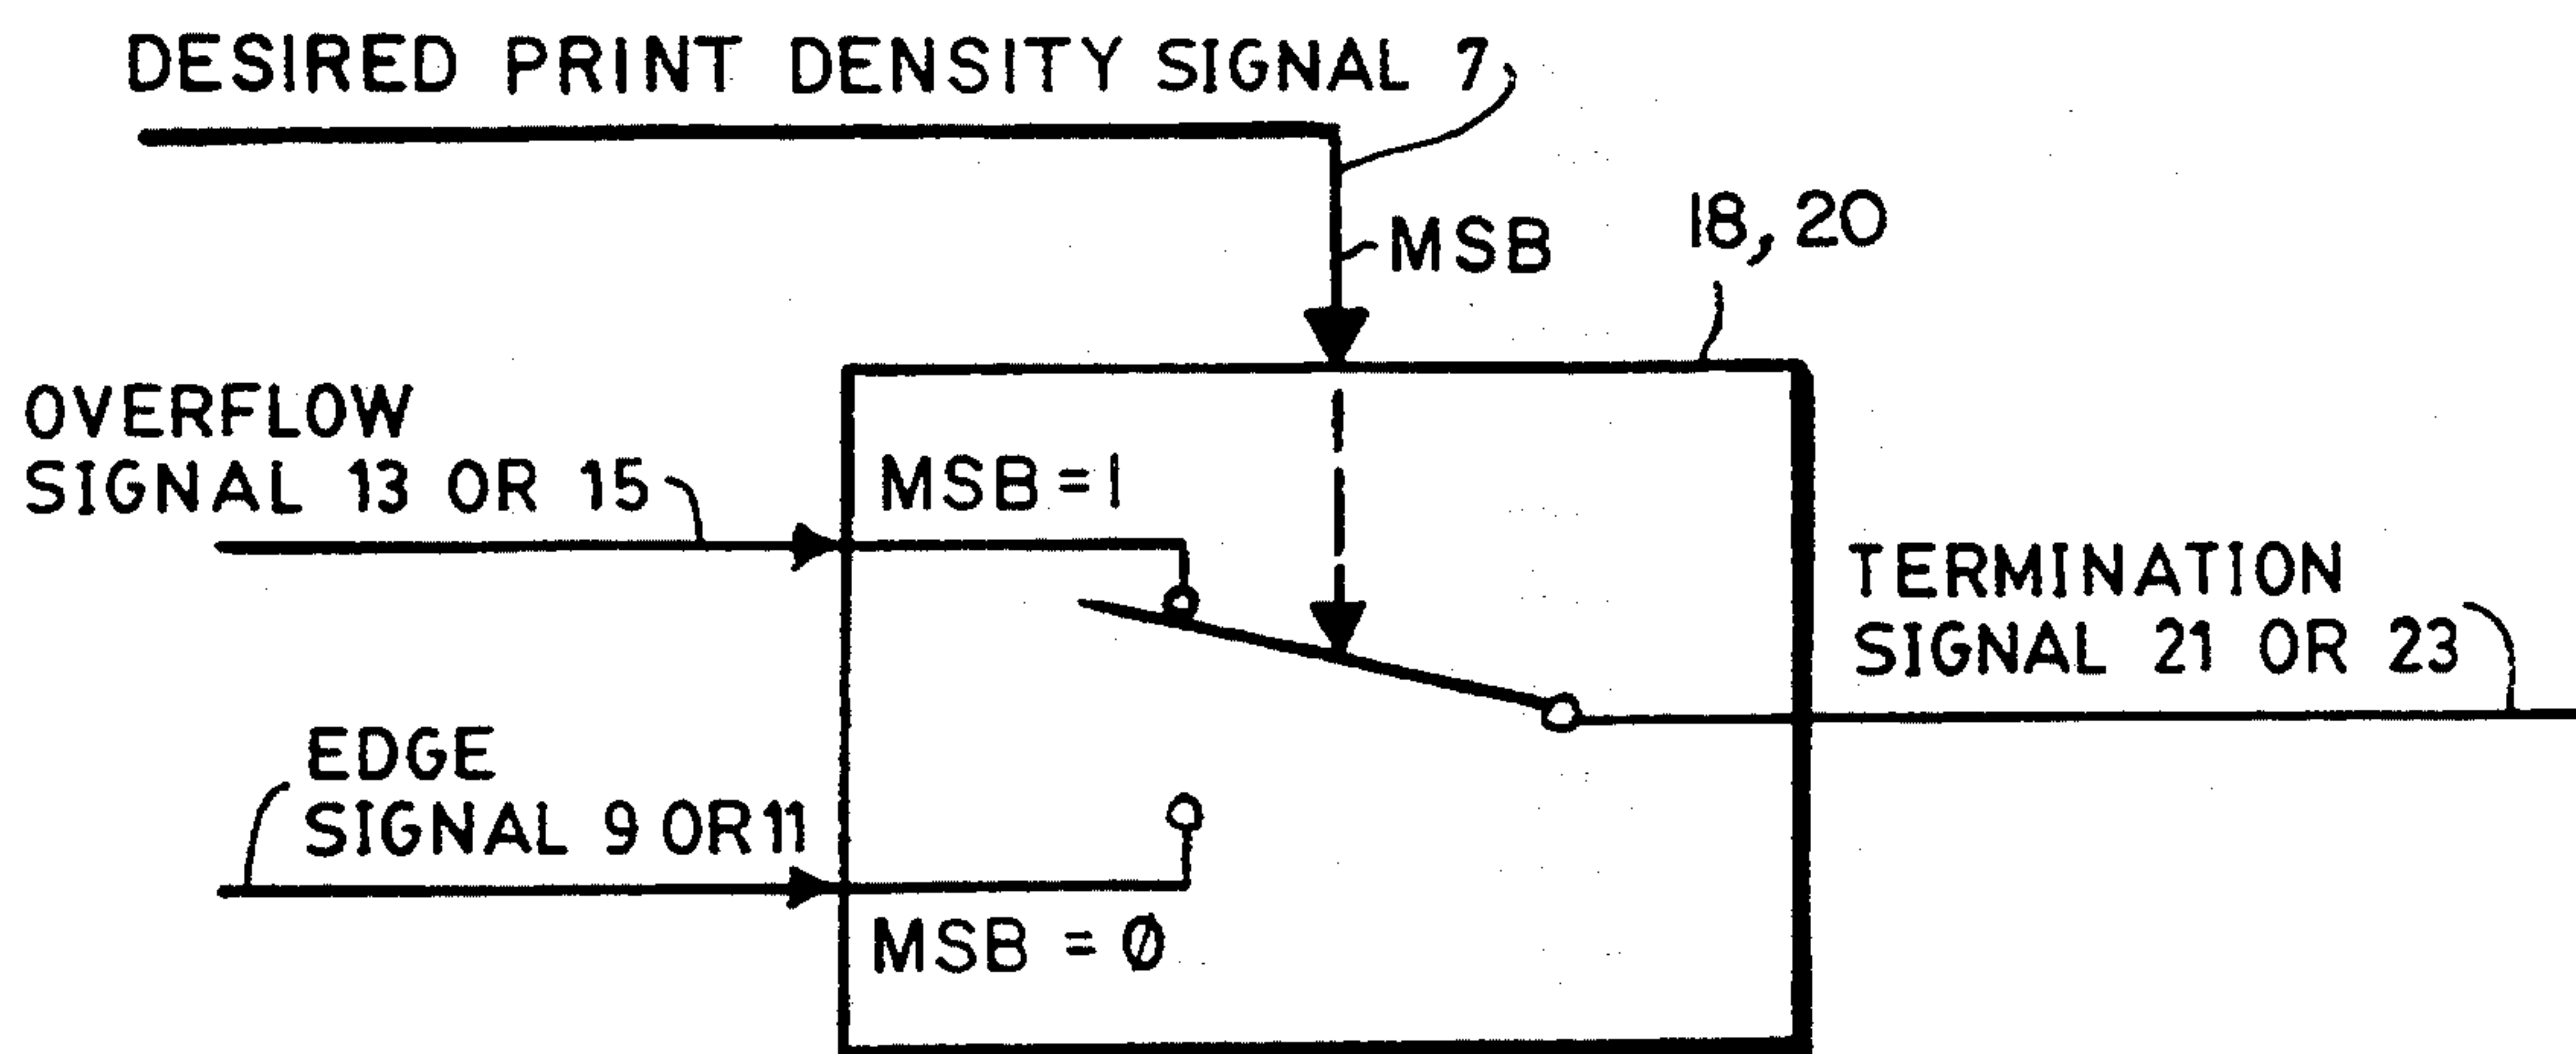 DESIRED PRINT DENSITY SIGNAL 7
MSB
18, 20
OVERFLOW
SIGNAL 13 OR 15
MSB = 1
TERMINATION
SIGNAL 21 OR 23
EDGE
SIGNAL 9 OR 11
MSB = Ø